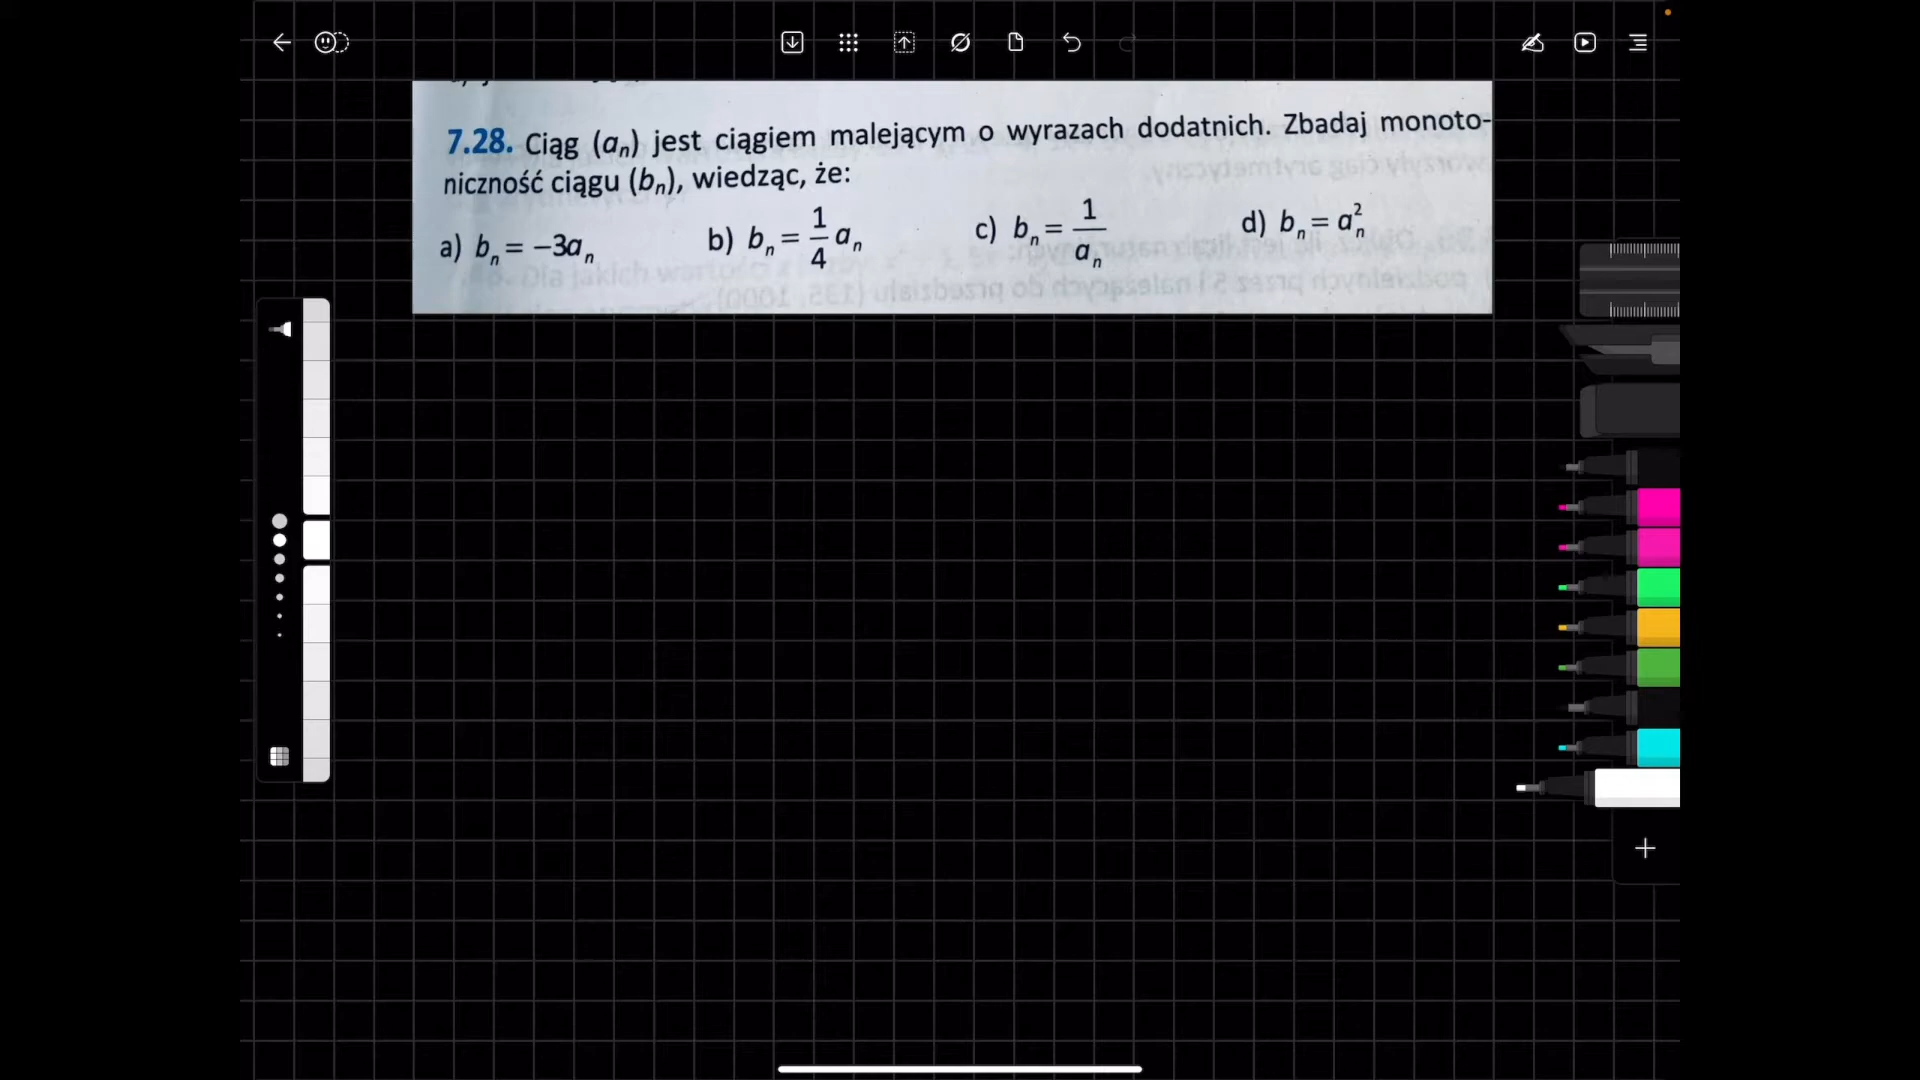 7.28. Ciąg (aₙ) jest ciągiem malejącym o wyrazach dodatnich. Zbadaj monoto-
niczność ciągu (bₙ), wiedząc, że:
a) bₙ = −3aₙ b) bₙ = 1/4 aₙ c) bₙ = 1/aₙ d) bₙ = aₙ²